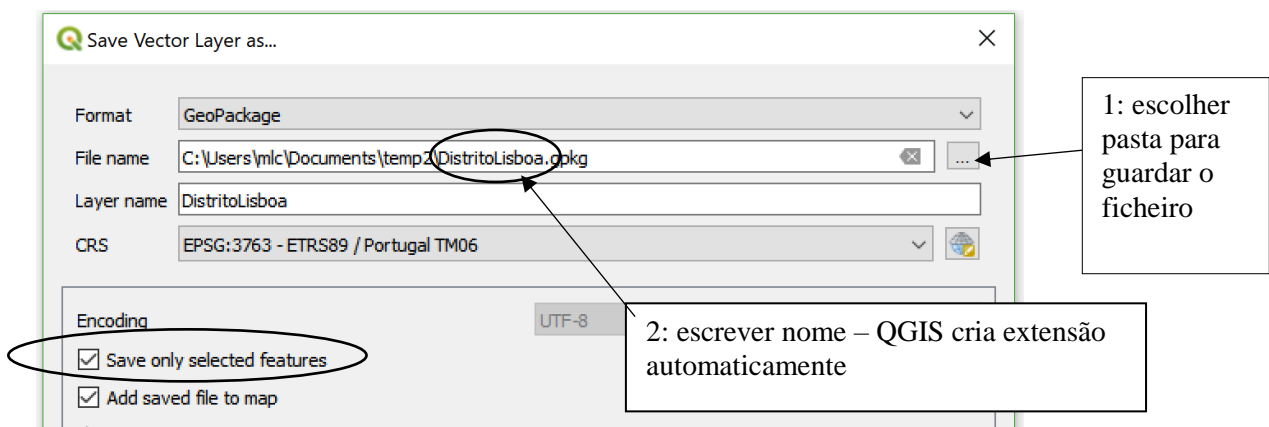 Save Vector Layer as...
Format GeoPackage
File name C:\Users\mlc\Documents\temp2\DistritoLisboa.gpkg ...
Layer name DistritoLisboa
CRS EPSG:3763 - ETRS89 / Portugal TM06
Encoding UTF-8
Save only selected features
Add saved file to map
1: escolher
pasta para
guardar o
ficheiro
2: escrever nome – QGIS cria extensão
automaticamente